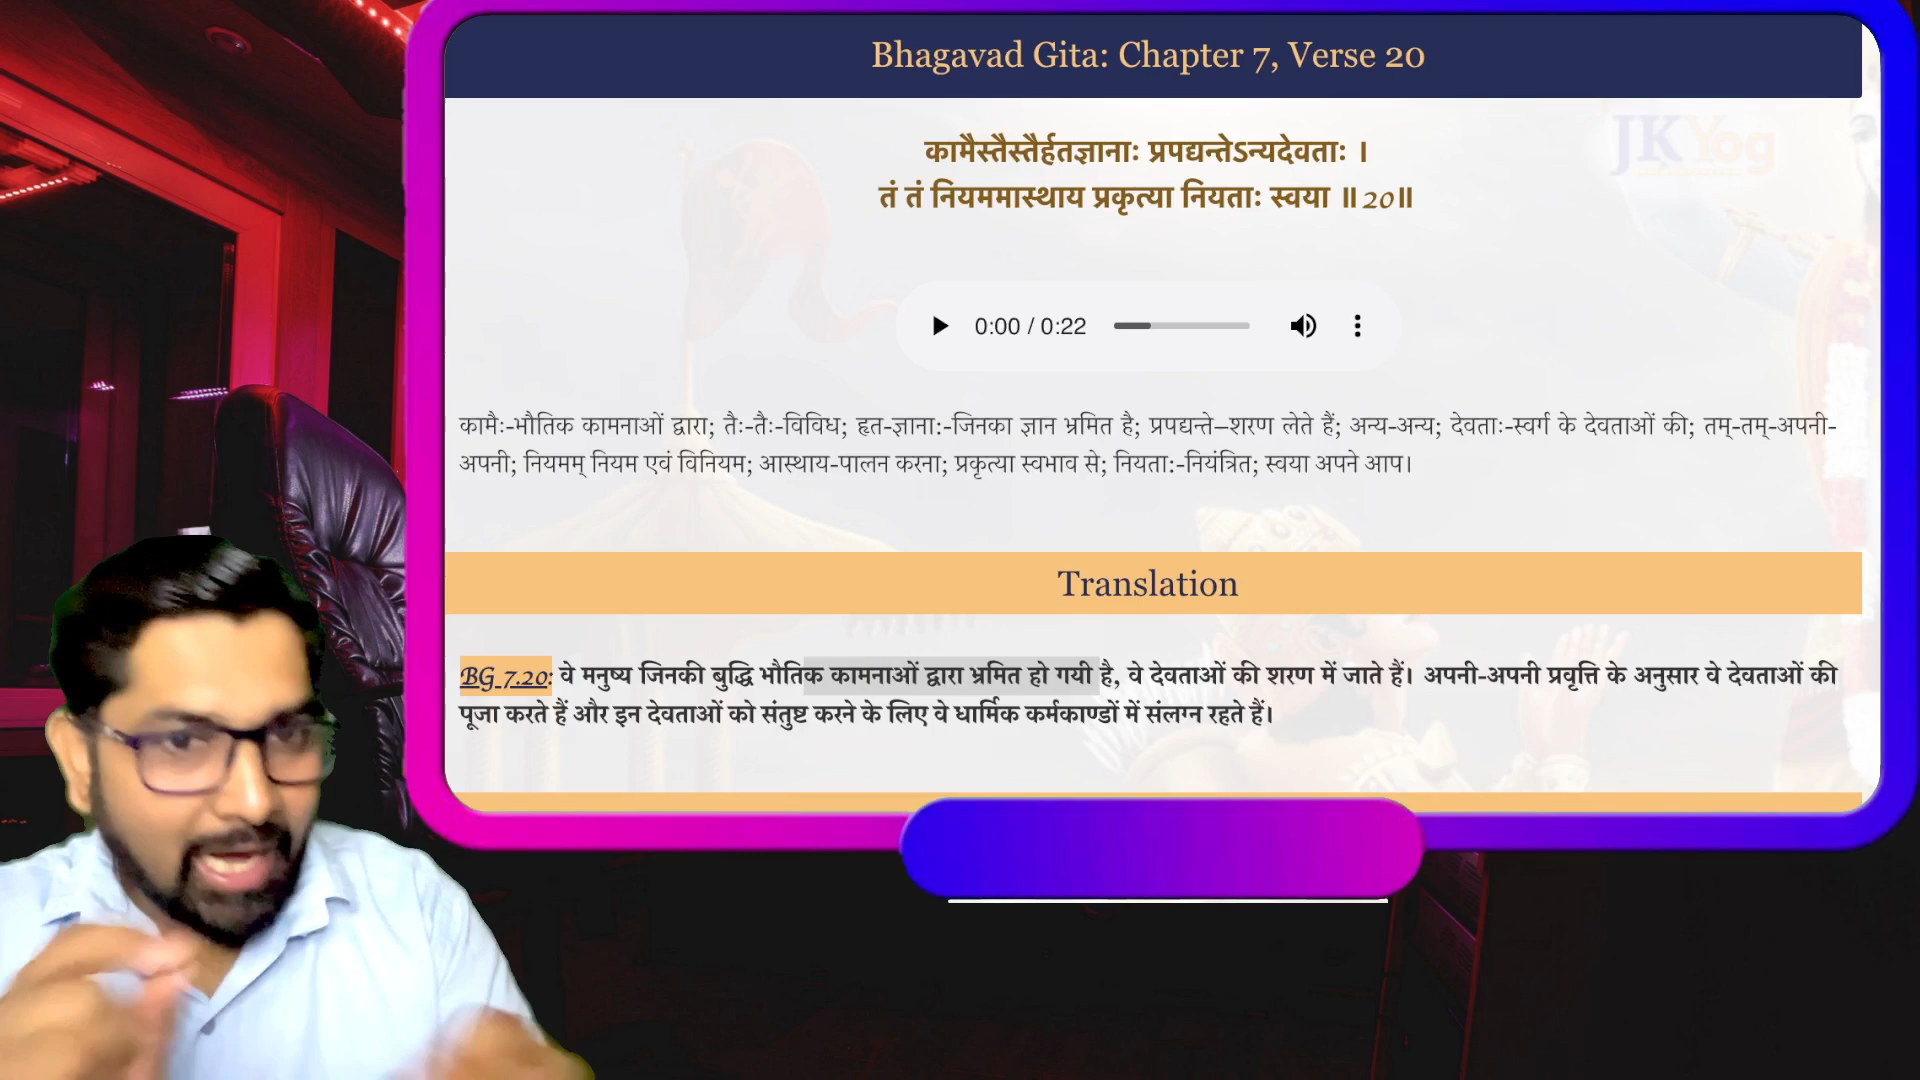 Bhagavad Gita: Chapter 7, Verse 20
JKYog
कामैस्तैस्तैर्हृतज्ञानाः प्रपद्यन्तेऽन्यदेवताः ।
तं तं नियममास्थाय प्रकृत्या नियताः स्वया ॥20॥
0:00 / 0:22
कामैः-भौतिक कामनाओं द्वारा; तैः-तैः-विविध; हृत-ज्ञाना:-जिनका ज्ञान भ्रमित है; प्रपद्यन्ते–शरण लेते हैं; अन्य-अन्य; देवताः-स्वर्ग के देवताओं की; तम्-तम्-अपनी-
अपनी; नियमम् नियम एवं विनियम; आस्थाय-पालन करना; प्रकृत्या स्वभाव से; नियता:-नियंत्रित; स्वया अपने आप।
Translation
BG 7.20: वे मनुष्य जिनकी बुद्धि भौतिक कामनाओं द्वारा भ्रमित हो गयी है, वे देवताओं की शरण में जाते हैं। अपनी-अपनी प्रवृत्ति के अनुसार वे देवताओं की
पूजा करते हैं और इन देवताओं को संतुष्ट करने के लिए वे धार्मिक कर्मकाण्डों में संलग्न रहते हैं।